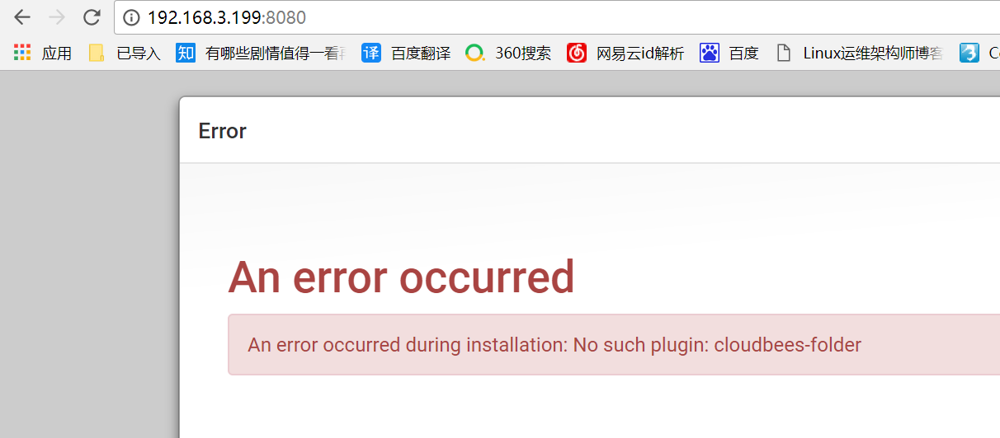 192.168.3.199:8080
应用 已导入 知 有哪些剧情值得一看 译 百度翻译 360搜索 网易云id解析 百度 Linux运维架构师博客 C
Error
An error occurred
An error occurred during installation: No such plugin: cloudbees-folder